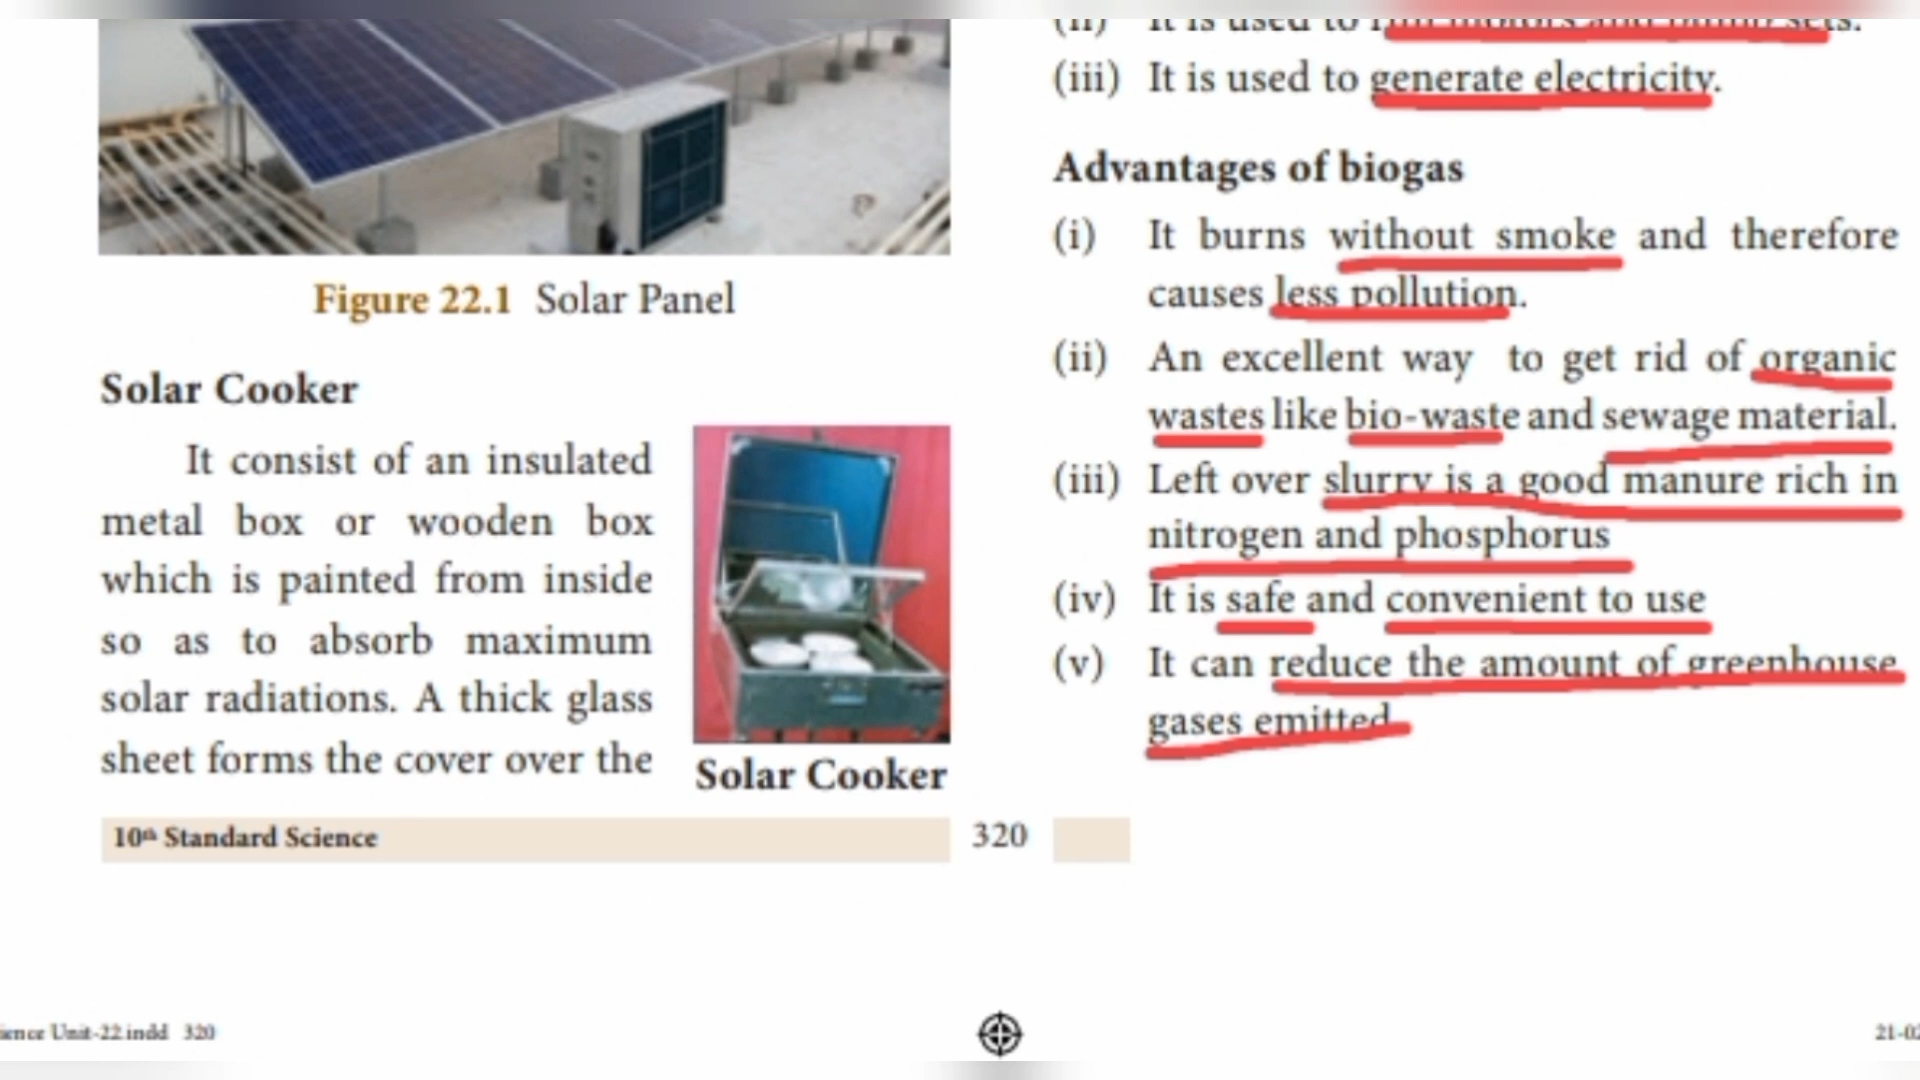 Figure 22.1 Solar Panel
Solar Cooker
It consist of an insulated
metal box or wooden box
which is painted from inside
so as to absorb maximum
solar radiations. A thick glass
sheet forms the cover over the
Solar Cooker
10th Standard Science
320
(ii) It is used to run motors and pump sets.
(iii) It is used to generate electricity.
Advantages of biogas
(i) It burns without smoke and therefore
causes less pollution.
(ii) An excellent way to get rid of organic
wastes like bio-waste and sewage material.
(iii) Left over slurry is a good manure rich in
nitrogen and phosphorus
(iv) It is safe and convenient to use
(v) It can reduce the amount of greenhouse
gases emitted
Unit-22.indd 320